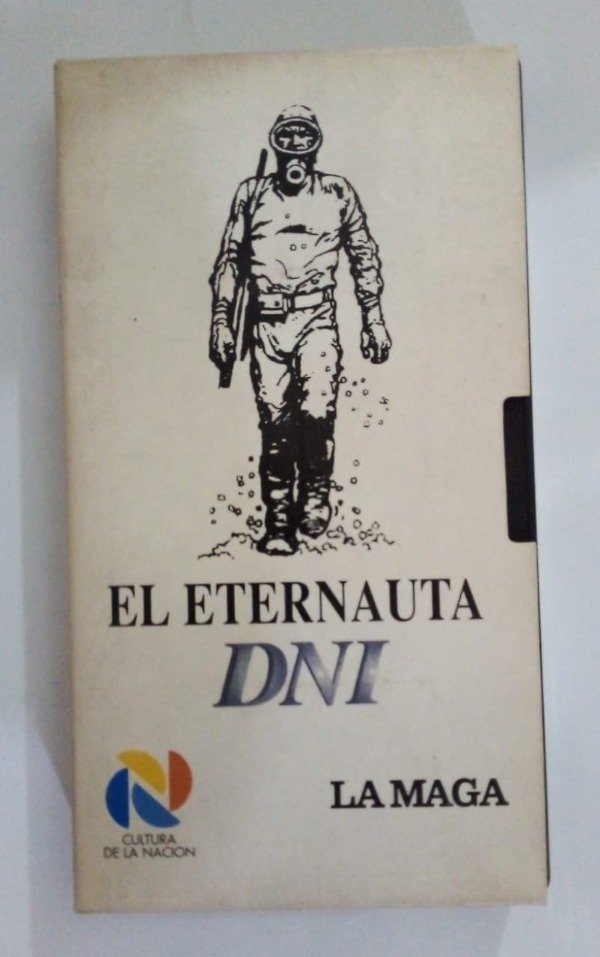 EL ETERNAUTA
DNI
LA MAGA
CULTURA
DE LA NACION